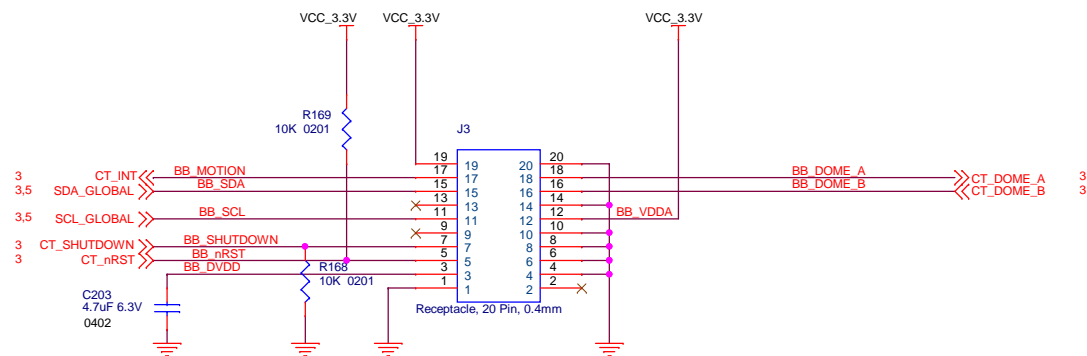 VCC_3.3V VCC_3.3V VCC_3.3V
R169
10K 0201
J3
19 19 20 20
3 CT_INT BB_MOTION 17 17 18 18 BB_DOME_A CT_DOME_A 3
3,5 SDA_GLOBAL BB_SDA 15 15 16 16 BB_DOME_B CT_DOME_B 3
13 13 14 14
3,5 SCL_GLOBAL BB_SCL 11 11 12 12 BB_VDDA
9 9 10 10
3 CT_SHUTDOWN BB_SHUTDOWN 7 7 8 8
3 CT_nRST BB_nRST 5 5 6 6
BB_DVDD 3 3 4 4
R168
10K 0201
1 1 2 2
C203
4.7uF 6.3V
0402
Receptacle, 20 Pin, 0.4mm